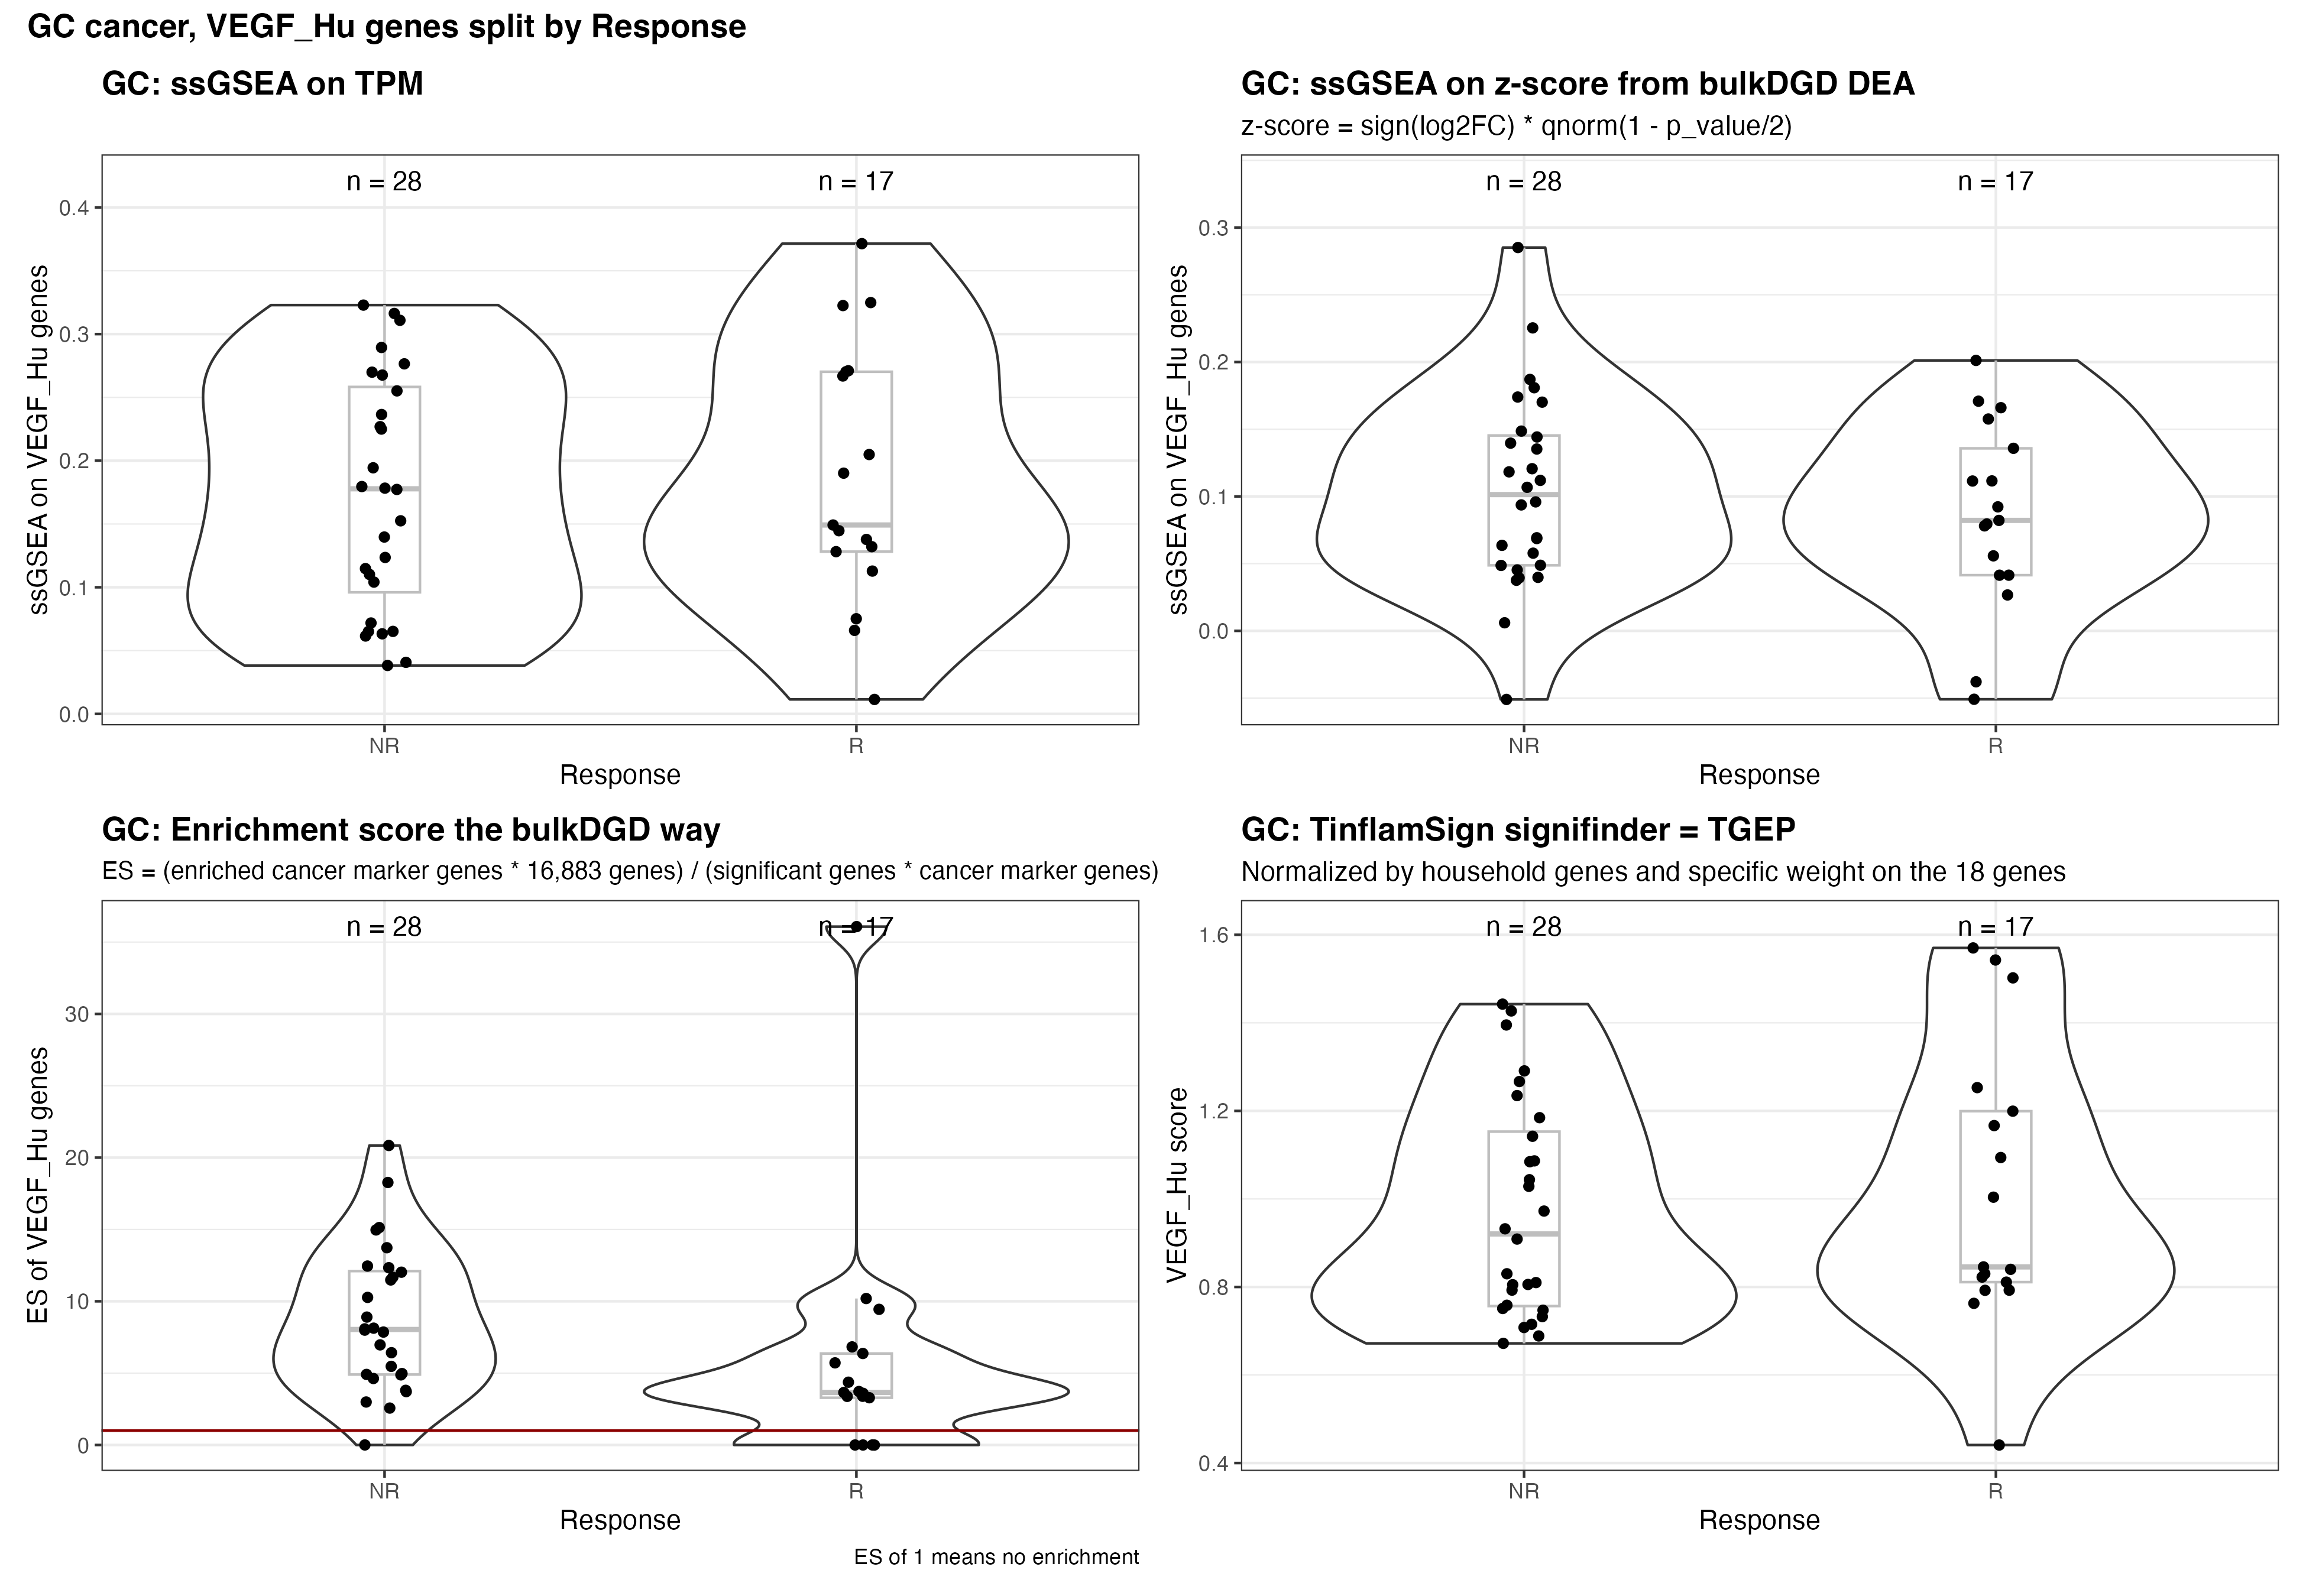 GC cancer, VEGF_Hu genes split by Response
GC: ssGSEA on TPM
n = 28
n = 17
0.4
0.3
0.2
0.1
0.0
ssGSEA on VEGF_Hu genes
NR
R
Response
GC: ssGSEA on z-score from bulkDGD DEA
z-score = sign(log2FC) * qnorm(1 - p_value/2)
n = 28
n = 17
0.3
0.2
0.1
0.0
ssGSEA on VEGF_Hu genes
NR
R
Response
GC: Enrichment score the bulkDGD way
ES = (enriched cancer marker genes * 16,883 genes) / (significant genes * cancer marker genes)
n = 28
n = 17
30
20
10
0
ES of VEGF_Hu genes
NR
R
Response
ES of 1 means no enrichment
GC: TinflamSign signifinder = TGEP
Normalized by household genes and specific weight on the 18 genes
n = 28
n = 17
1.6
1.2
0.8
0.4
VEGF_Hu score
NR
R
Response